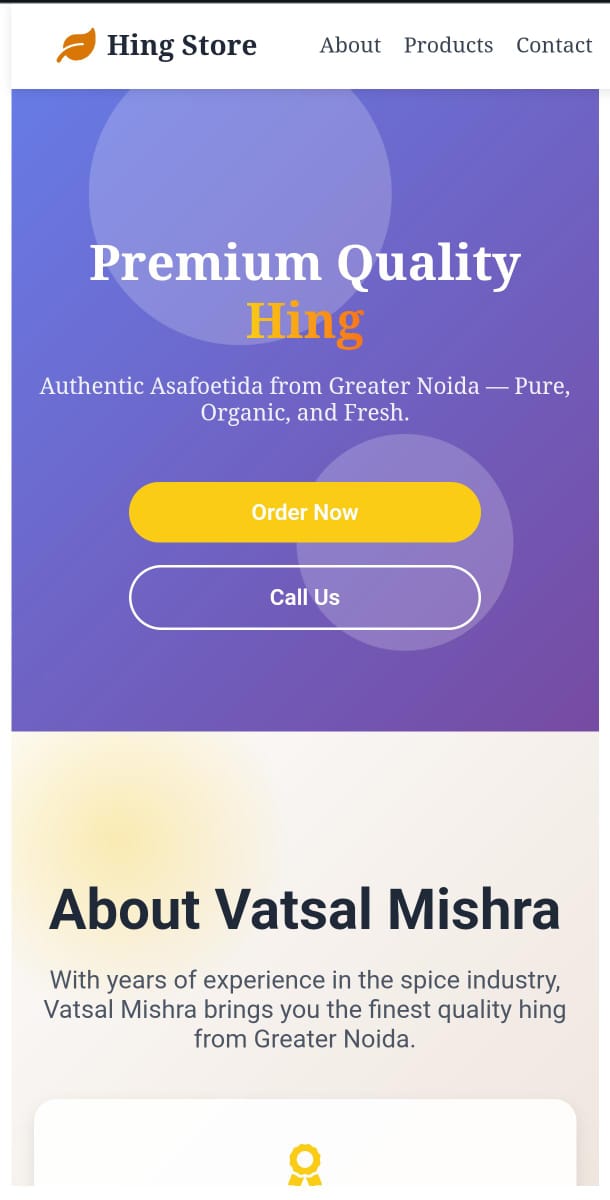 Hing Store
About Products Contact
Premium Quality
Hing
Authentic Asafoetida from Greater Noida — Pure,
Organic, and Fresh.
Order Now
Call Us
About Vatsal Mishra
With years of experience in the spice industry,
Vatsal Mishra brings you the finest quality hing
from Greater Noida.